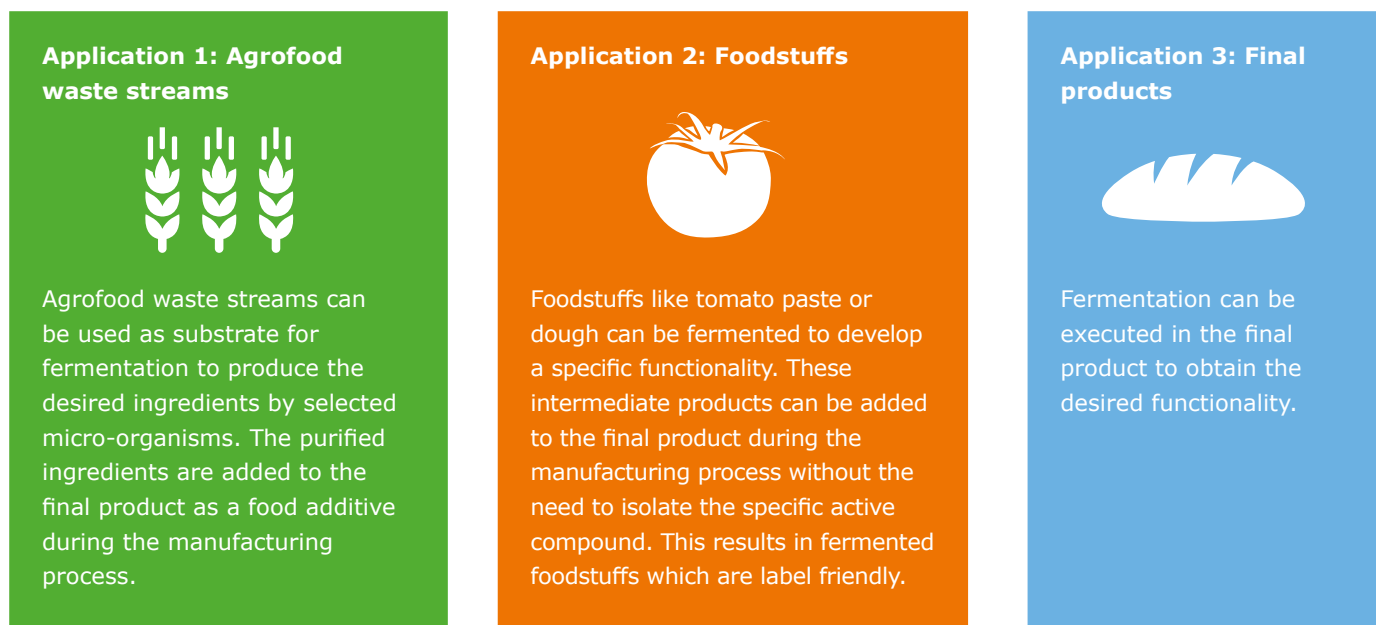 Application 1: Agrofood
waste streams
Agrofood waste streams can
be used as substrate for
fermentation to produce the
desired ingredients by selected
micro-organisms. The purified
ingredients are added to the
final product as a food additive
during the manufacturing
process.
Application 2: Foodstuffs
Foodstuffs like tomato paste or
dough can be fermented to develop
a specific functionality. These
intermediate products can be added
to the final product during the
manufacturing process without the
need to isolate the specific active
compound. This results in fermented
foodstuffs which are label friendly.
Application 3: Final
products
Fermentation can be
executed in the final
product to obtain the
desired functionality.